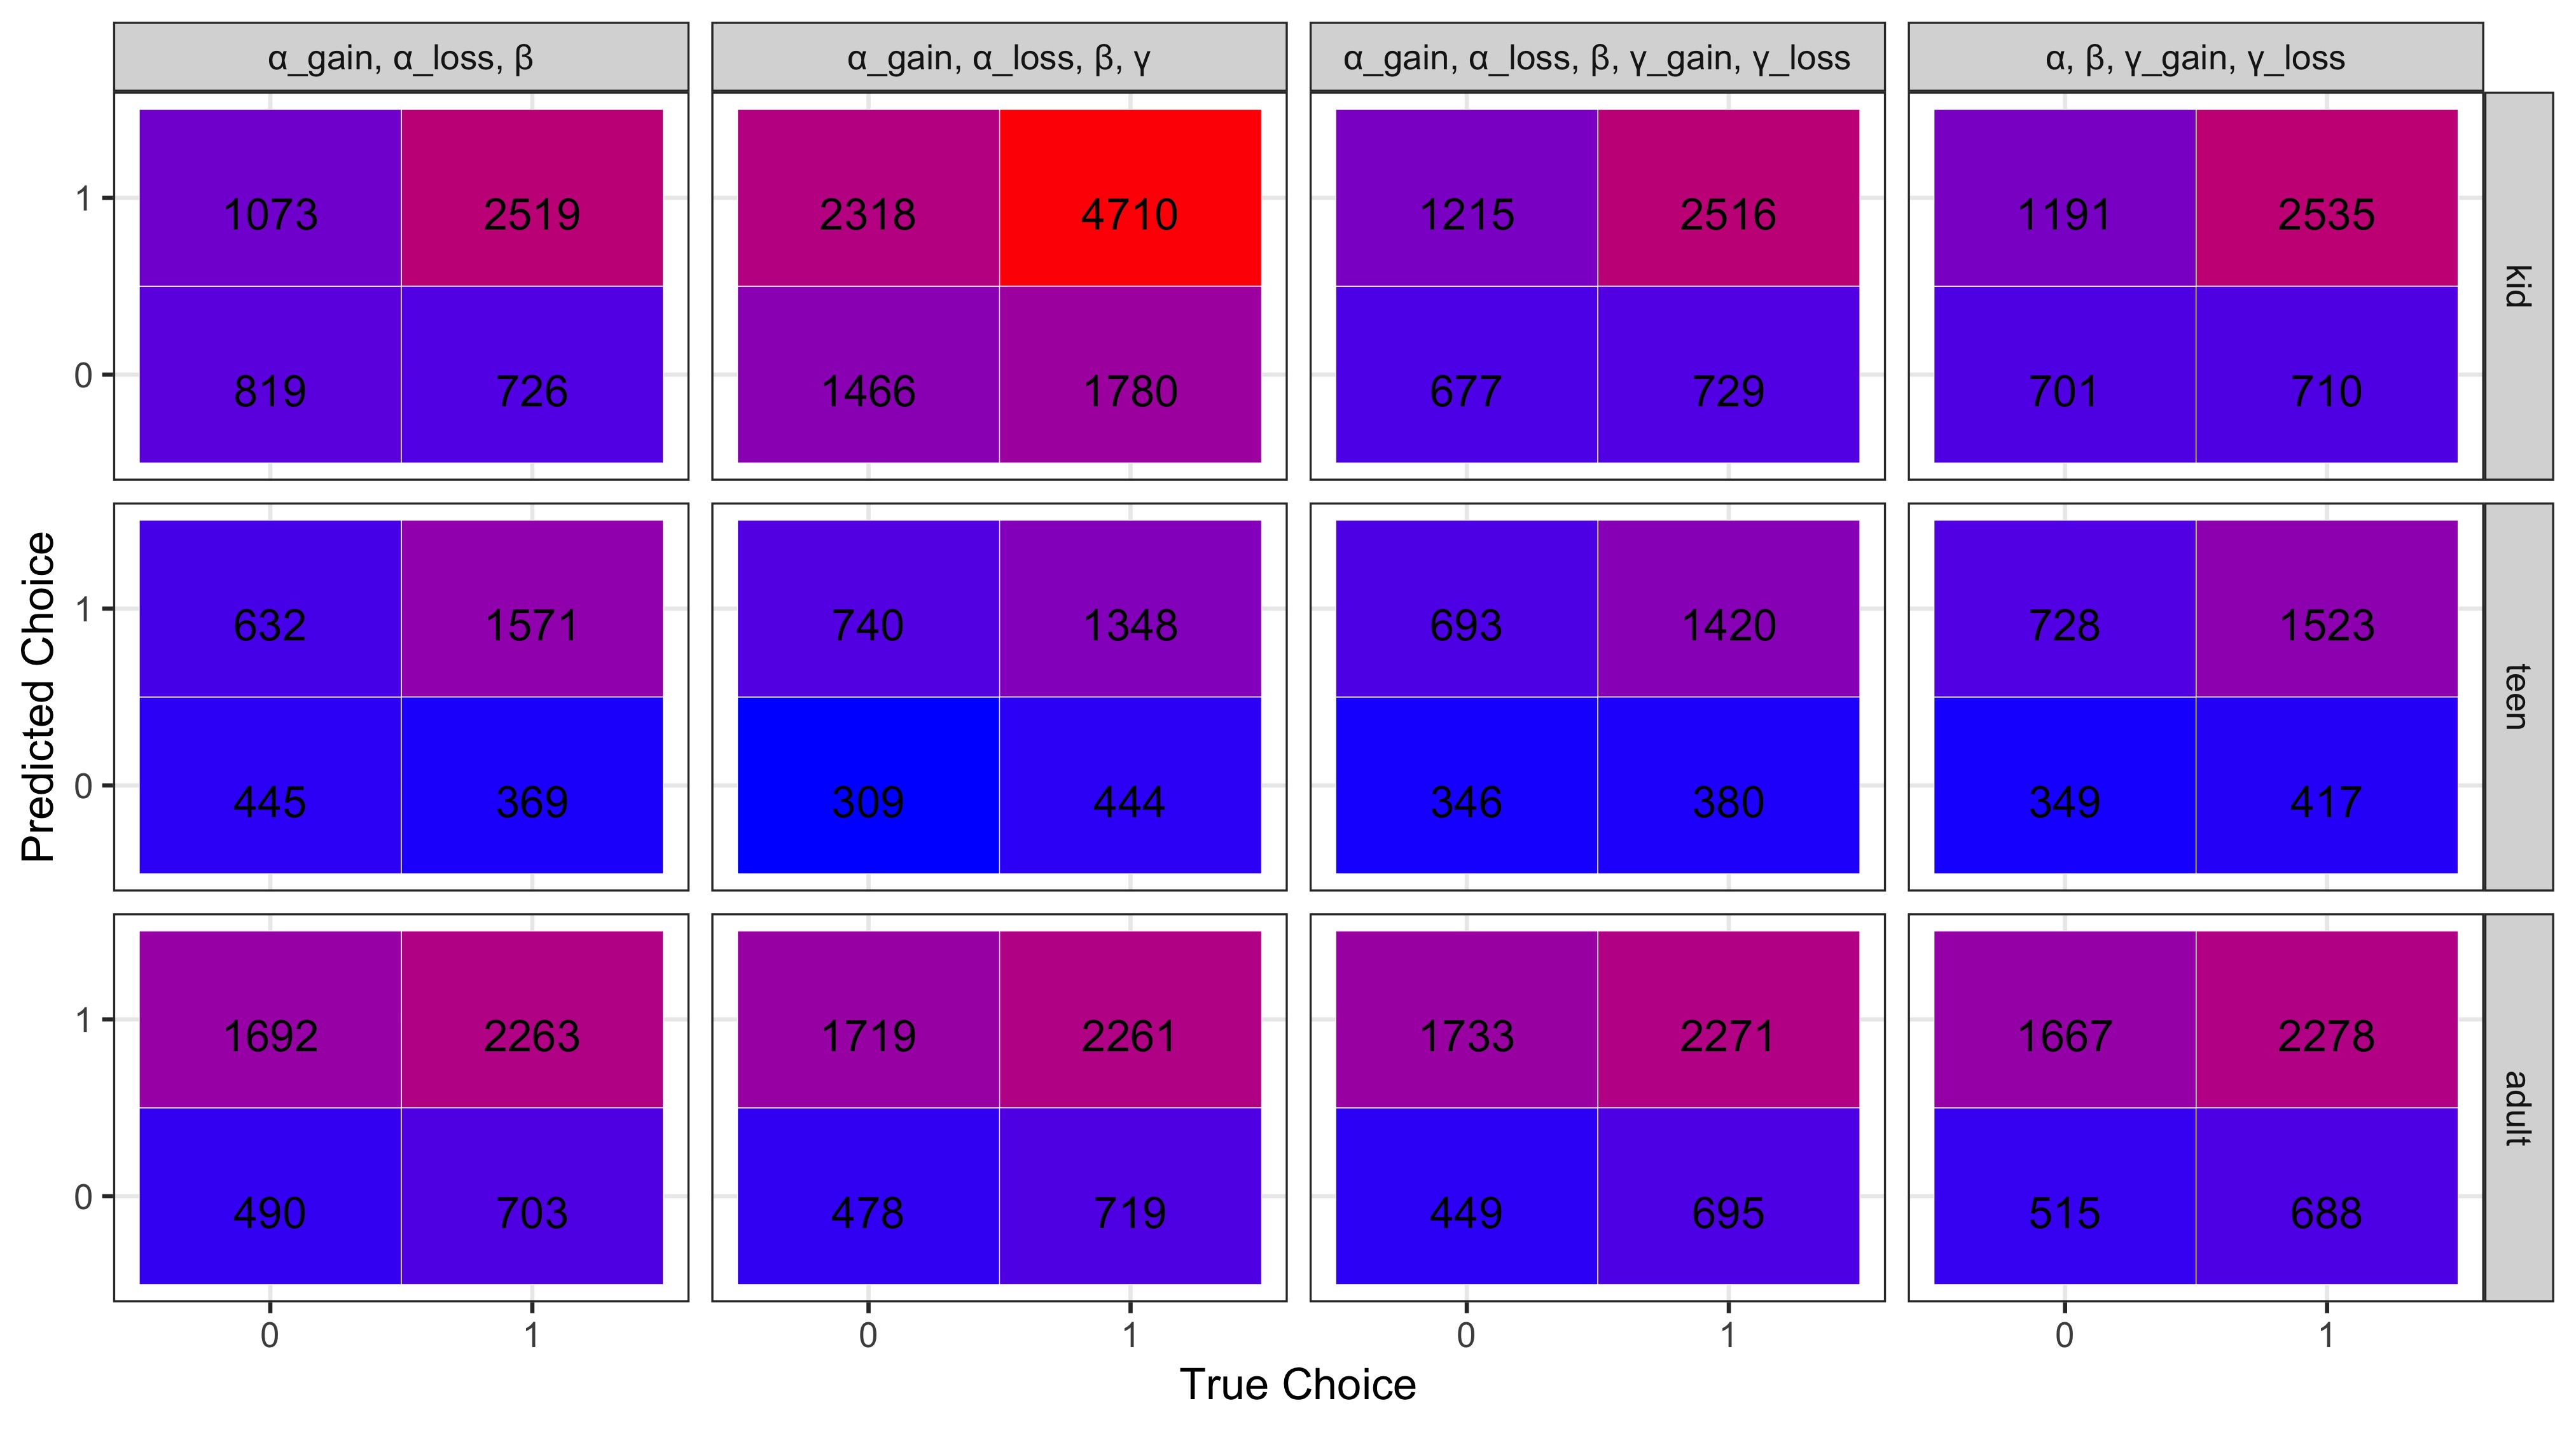 α_gain, α_loss, β
α_gain, α_loss, β, γ
α_gain, α_loss, β, γ_gain, γ_loss
α, β, γ_gain, γ_loss
1 1073 2519 2318 4710 1215 2516 1191 2535
kid
0 819 726 1466 1780 677 729 701 710
Predicted Choice
1 632 1571 740 1348 693 1420 728 1523
teen
0 445 369 309 444 346 380 349 417
1 1692 2263 1719 2261 1733 2271 1667 2278
adult
0 490 703 478 719 449 695 515 688
0 1 0 1 0 1 0 1
True Choice